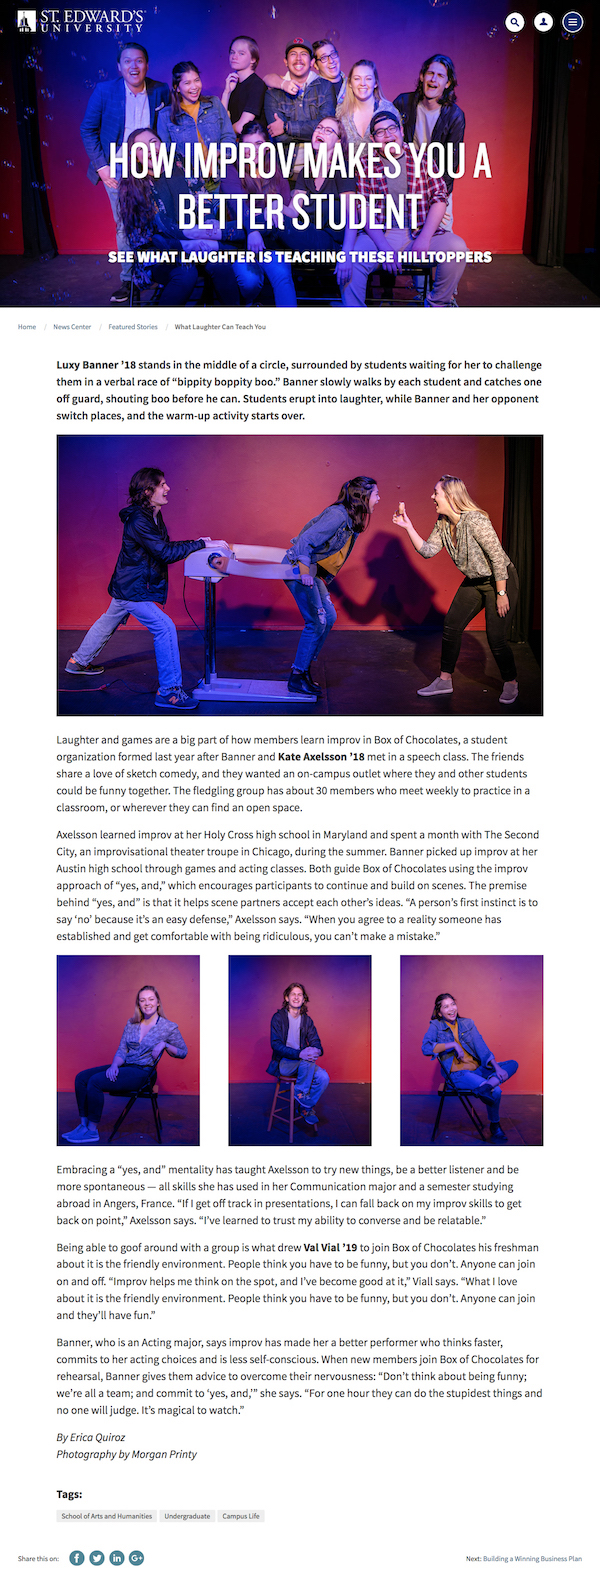 ST. EDWARD'S
UNIVERSITY
HOW IMPROV MAKES YOU A
BETTER STUDENT
SEE WHAT LAUGHTER IS TEACHING THESE HILLTOPPERS
Home / News Center / Featured Stories / What Laughter Can Teach You
Luxy Banner ’18 stands in the middle of a circle, surrounded by students waiting for her to challenge
them in a verbal race of “bippity boppity boo.” Banner slowly walks by each student and catches one
off guard, shouting boo before he can. Students erupt into laughter, while Banner and her opponent
switch places, and the warm-up activity starts over.
Laughter and games are a big part of how members learn improv in Box of Chocolates, a student
organization formed last year after Banner and Kate Axelsson ’18 met in a speech class. The friends
share a love of sketch comedy, and they wanted an on-campus outlet where they and other students
could be funny together. The fledgling group has about 30 members who meet weekly to practice in a
classroom, or wherever they can find an open space.
Axelsson learned improv at her Holy Cross high school in Maryland and spent a month with The Second
City, an improvisational theater troupe in Chicago, during the summer. Banner picked up improv at her
Austin high school through games and acting classes. Both guide Box of Chocolates using the improv
approach of “yes, and,” which encourages participants to continue and build on scenes. The premise
behind “yes, and” is that it helps scene partners accept each other’s ideas. “A person’s first instinct is to
say ‘no’ because it’s an easy defense,” Axelsson says. “When you agree to a reality someone has
established and get comfortable with being ridiculous, you can’t make a mistake.”
Embracing a “yes, and” mentality has taught Axelsson to try new things, be a better listener and be
more spontaneous — all skills she has used in her Communication major and a semester studying
abroad in Angers, France. “If I get off track in presentations, I can fall back on my improv skills to get
back on point,” Axelsson says. “I’ve learned to trust my ability to converse and be relatable.”
Being able to goof around with a group is what drew Val Vial ’19 to join Box of Chocolates his freshman
about it is the friendly environment. People think you have to be funny, but you don’t. Anyone can join
on and off. “Improv helps me think on the spot, and I’ve become good at it,” Viall says. “What I love
about it is the friendly environment. People think you have to be funny, but you don’t. Anyone can join
and they’ll have fun.”
Banner, who is an Acting major, says improv has made her a better performer who thinks faster,
commits to her acting choices and is less self-conscious. When new members join Box of Chocolates for
rehearsal, Banner gives them advice to overcome their nervousness: “Don’t think about being funny;
we’re all a team; and commit to ‘yes, and,’” she says. “For one hour they can do the stupidest things and
no one will judge. It’s magical to watch.”
By Erica Quiroz
Photography by Morgan Printy
Tags:
School of Arts and Humanities Undergraduate Campus Life
Share this on: Next: Building a Winning Business Plan